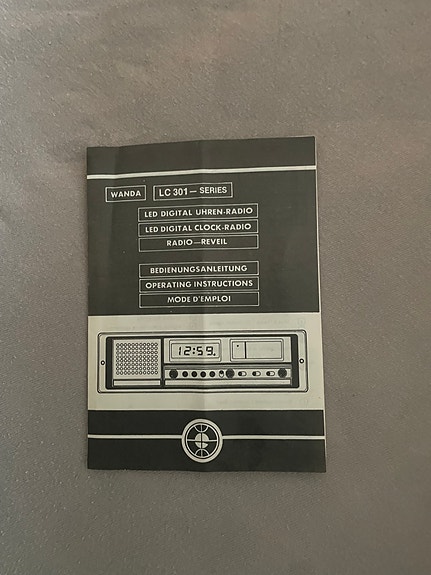 WANDA LC 301 — SERIES
LED DIGITAL UHREN-RADIO
LED DIGITAL CLOCK-RADIO
RADIO—REVEIL
BEDIENUNGSANLEITUNG
OPERATING INSTRUCTIONS
MODE D'EMPLOI
12:59